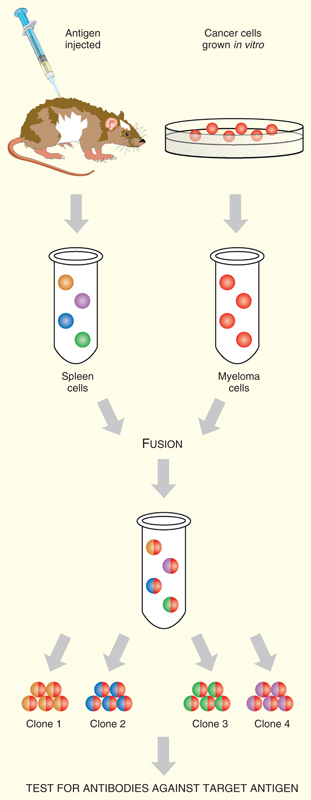 Antigen
injected
Cancer cells
grown in vitro
Spleen
cells
Myeloma
cells
FUSION
Clone 1
Clone 2
Clone 3
Clone 4
TEST FOR ANTIBODIES AGAINST TARGET ANTIGEN